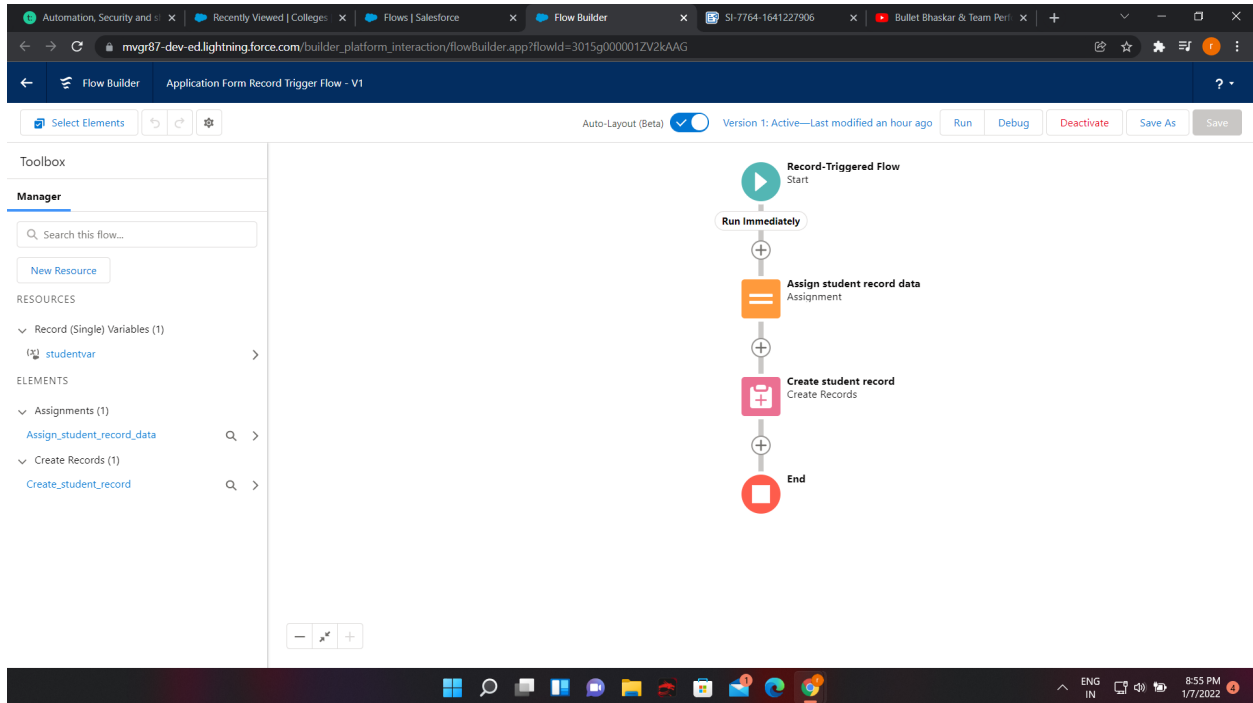 Automation, Security and s
Recently Viewed | Colleges
Flows | Salesforce
Flow Builder
SI-7764-1641227906
Bullet Bhaskar & Team Perf
mvgr87-dev-ed.lightning.force.com/builder_platform_interaction/flowBuilder.app?flowId=3015g000001ZV2kAAG
r
Flow Builder
Application Form Record Trigger Flow - V1
?
Select Elements
Auto-Layout (Beta)
Version 1: Active—Last modified an hour ago
Run
Debug
Deactivate
Save As
Save
Toolbox
Manager
Search this flow...
New Resource
RESOURCES
Record (Single) Variables (1)
studentvar
ELEMENTS
Assignments (1)
Assign_student_record_data
Create Records (1)
Create_student_record
Record-Triggered Flow
Start
Run Immediately
Assign student record data
Assignment
Create student record
Create Records
End
1
ENG
IN
8:55 PM
1/7/2022
4